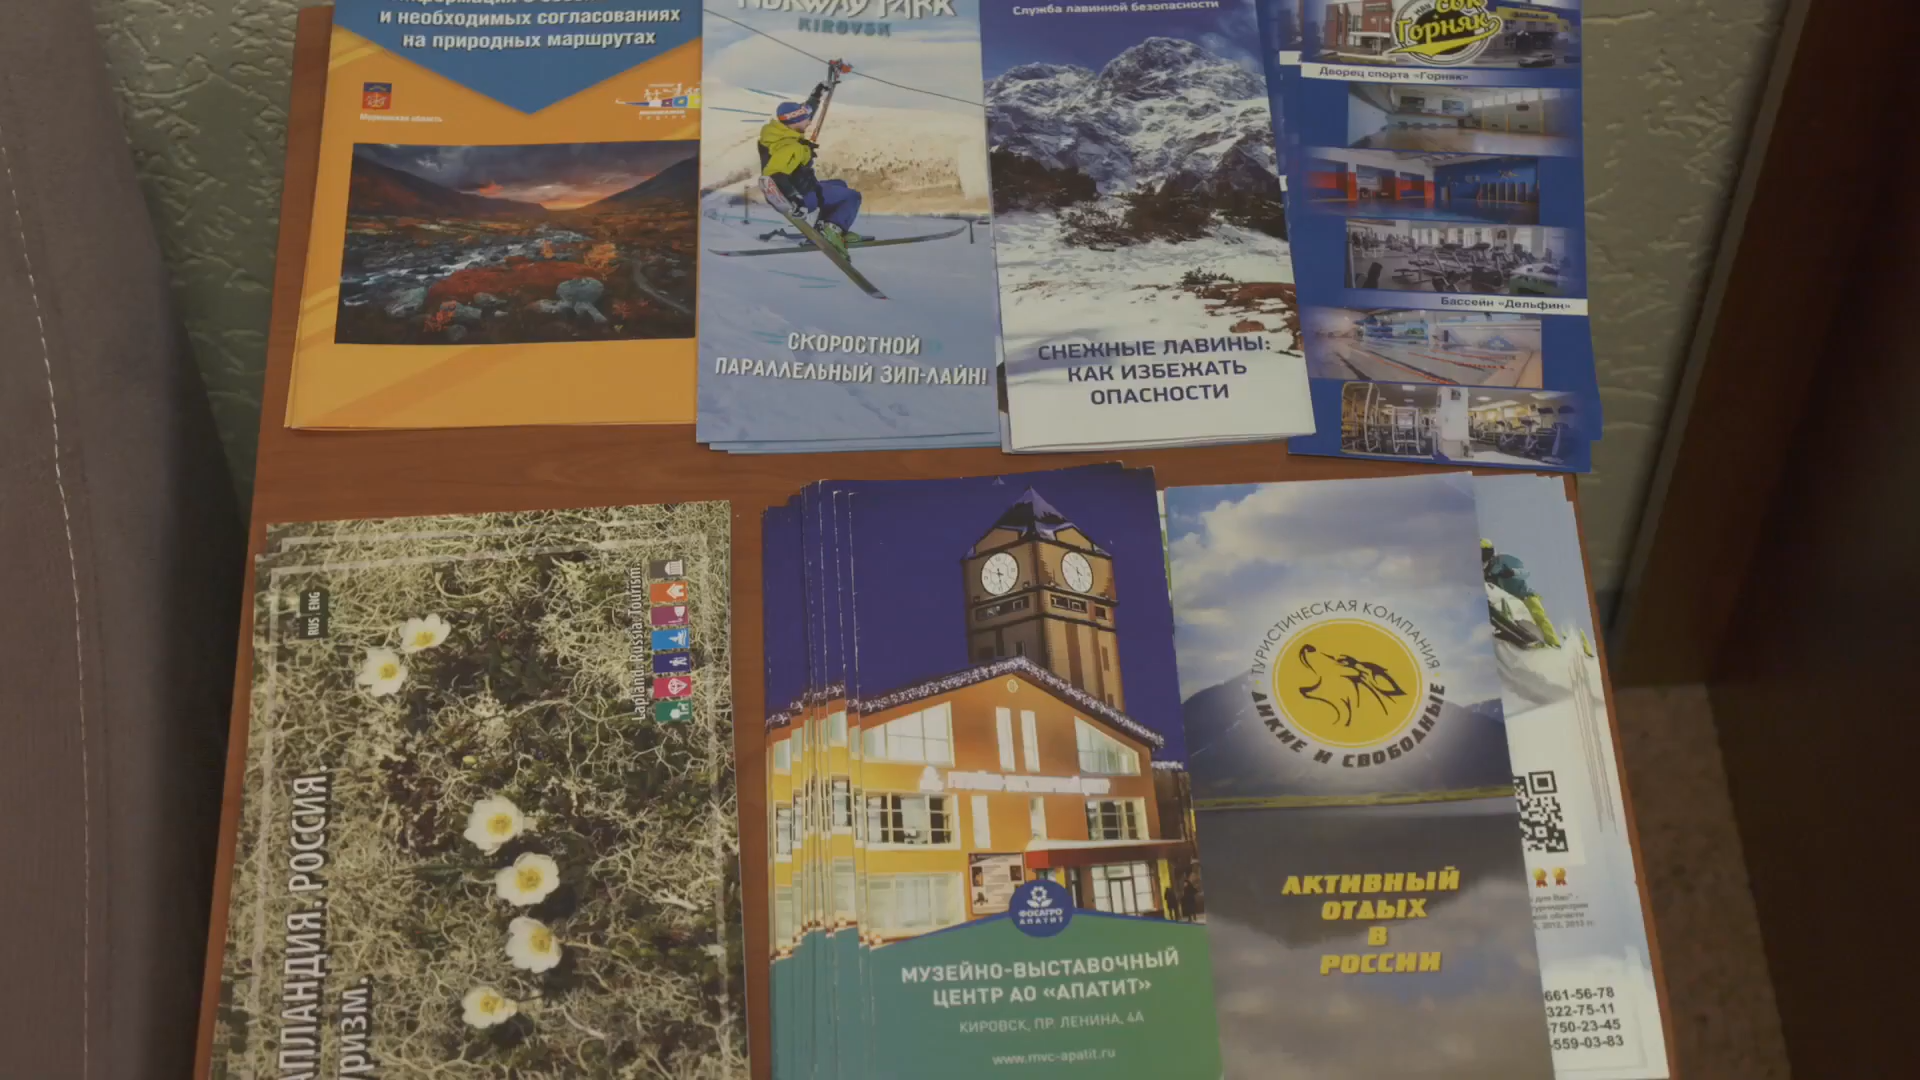 и необходимых согласованиях
на природных маршрутах
Мурманская область
NORWAY PARK
KIROVSK
СКОРОСТНОЙ
ПАРАЛЛЕЛЬНЫЙ ЗИП-ЛАЙН!
Служба лавинной безопасности
СНЕЖНЫЕ ЛАВИНЫ:
КАК ИЗБЕЖАТЬ
ОПАСНОСТИ
СОК
Горняк
Дворец спорта «Горняк»
Бассейн «Дельфин»
RUS ENG
Lapland. Russia. Tourism.
АПЛАНДИЯ. РОССИЯ.
уризм.
ФОСАГРО
АПАТИТ
МУЗЕЙНО-ВЫСТАВОЧНЫЙ
ЦЕНТР АО «АПАТИТ»
КИРОВСК, ПР. ЛЕНИНА, 4А
www.mvc-apatit.ru
ТУРИСТИЧЕСКАЯ КОМПАНИЯ
ДИКИЕ И СВОБОДНЫЕ
АКТИВНЫЙ
ОТДЫХ
В
РОССИИ
661-56-78
322-75-11
-750-23-45
-559-03-83